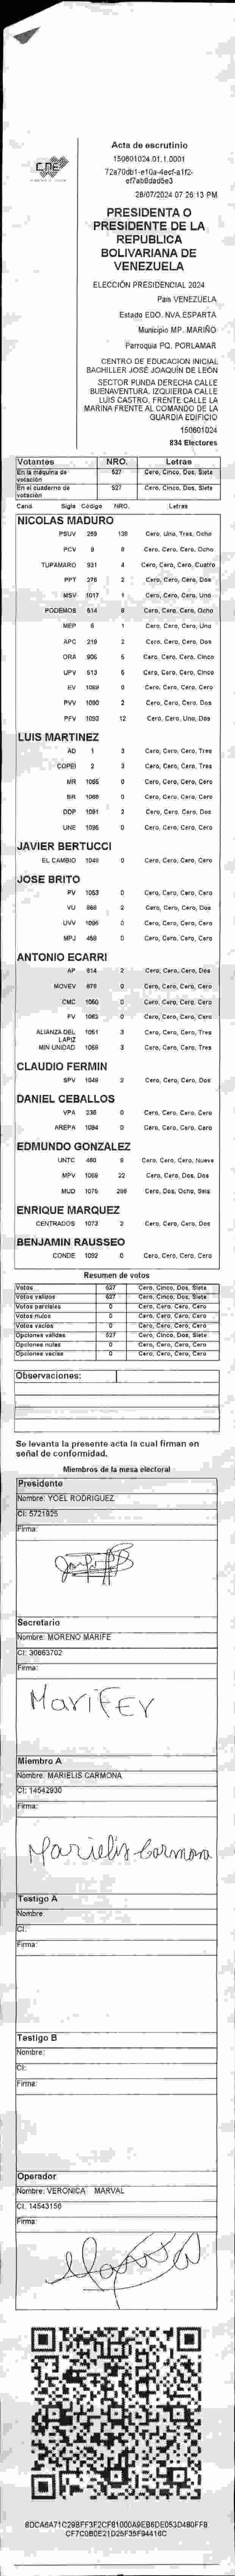 CNE
Acta de escrutinio
150601024.01.1.0001
72a70db1-e10a-4ecf-a1f2-
ef7ab8dad5e3
28/07/2024 07 26:13 PM
PRESIDENTA O
PRESIDENTE DE LA
REPUBLICA
BOLIVARIANA DE
VENEZUELA
ELECCIÓN PRESIDENCIAL 2024
Pais VENEZUELA
Estado EDO. NVA.ESPARTA
Municipio MP. MARIÑO
Parroquia PQ. PORLAMAR
CENTRO DE EDUCACION INICIAL
BACHILLER JOSÉ JOAQUÍN DE LEÓN
SECTOR PUNDA DERECHA CALLE
BUENAVENTURA. IZQUIERDA CALLE
LUIS CASTRO. FRENTE CALLE LA
MARINA FRENTE AL COMANDO DE LA
GUARDIA EDIFICIO
150601024
834 Electores
Votantes NRO. Letras
En la máquina de votación 527 Cero, Cinco, Dos, Siete
En el cuaderno de votación 527 Cero, Cinco, Dos, Siete
Cand. Sigla Código NRO. Letras
NICOLAS MADURO
PSUV 289 138 Cero, Uno, Tres, Ocho
PCV 9 8 Cero, Cero, Cero, Ocho
TUPAMARO 931 4 Cero, Cero, Cero, Cuatro
PPT 276 2 Cero, Cero, Cero, Dos
MSV 1017 1 Cero, Cero, Cero, Uno
PODEMOS 514 8 Cero, Cero, Cero, Ocho
MEP 6 1 Cero, Cero, Cero, Uno
APC 219 2 Cero, Cero, Cero, Dos
ORA 906 5 Cero, Cero, Cero, Cinco
UPV 513 5 Cero, Cero, Cero, Cinco
EV 1089 0 Cero, Cero, Cero, Cero
PVV 1090 2 Cero, Cero, Cero, Dos
PFV 1093 12 Cero, Cero, Uno, Dos
LUIS MARTINEZ
AD 1 3 Cero, Cero, Cero, Tres
COPEI 2 3 Cero, Cero, Cero, Tres
MR 1065 0 Cero, Cero, Cero, Cero
BR 1066 0 Cero, Cero, Cero, Cero
DDP 1091 2 Cero, Cero, Cero, Dos
UNE 1095 0 Cero, Cero, Cero, Cero
JAVIER BERTUCCI
EL CAMBIO 1048 0 Cero, Cero, Cero, Cero
JOSE BRITO
PV 1053 0 Cero, Cero, Cero, Cero
VU 868 2 Cero, Cero, Cero, Dos
UVV 1096 0 Cero, Cero, Cero, Cero
MPJ 458 0 Cero, Cero, Cero, Cero
ANTONIO ECARRI
AP 614 2 Cero, Cero, Cero, Dos
MOVEV 878 0 Cero, Cero, Cero, Cero
CMC 1050 0 Cero, Cero, Cero, Cero
FV 1062 0 Cero, Cero, Cero, Cero
ALIANZA DEL LAPIZ 1051 3 Cero, Cero, Cero, Tres
MIN UNIDAD 1068 3 Cero, Cero, Cero, Tres
CLAUDIO FERMIN
SPV 1049 2 Cero, Cero, Cero, Dos
DANIEL CEBALLOS
VPA 236 0 Cero, Cero, Cero, Cero
AREPA 1084 0 Cero, Cero, Cero, Cero
EDMUNDO GONZALEZ
UNTC 460 9 Cero, Cero, Cero, Nueve
MPV 1069 22 Cero, Cero, Dos, Dos
MUD 1075 286 Cero, Dos, Ocho, Seis
ENRIQUE MARQUEZ
CENTRADOS 1073 2 Cero, Cero, Cero, Dos
BENJAMIN RAUSSEO
CONDE 1092 0 Cero, Cero, Cero, Cero
Resumen de votos
Votos 527 Cero, Cinco, Dos, Siete
Votos validos 527 Cero, Cinco, Dos, Siete
Votos parciales 0 Cero, Cero, Cero, Cero
Votos nulos 0 Cero, Cero, Cero, Cero
Votos vacios 0 Cero, Cero, Cero, Cero
Opciones válidas 527 Cero, Cinco, Dos, Siete
Opciones nulas 0 Cero, Cero, Cero, Cero
Opciones vacías 0 Cero, Cero, Cero, Cero
Observaciones:
Se levanta la presente acta la cual firman en
señal de conformidad.
Miembros de la mesa electoral
Presidente
Nombre: YOEL RODRIGUEZ
CI: 5721925
Firma:
Secretario
Nombre: MORENO MARIFE
CI: 30663702
Firma:
MariFEr
Miembro A
Nombre: MARIELIS CARMONA
CI: 14542930
Firma:
Marielis Carmona
Testigo A
Nombre:
CI:
Firma:
Testigo B
Nombre:
CI:
Firma:
Operador
Nombre: VERONICA MARVAL
CI: 14543156
Firma: